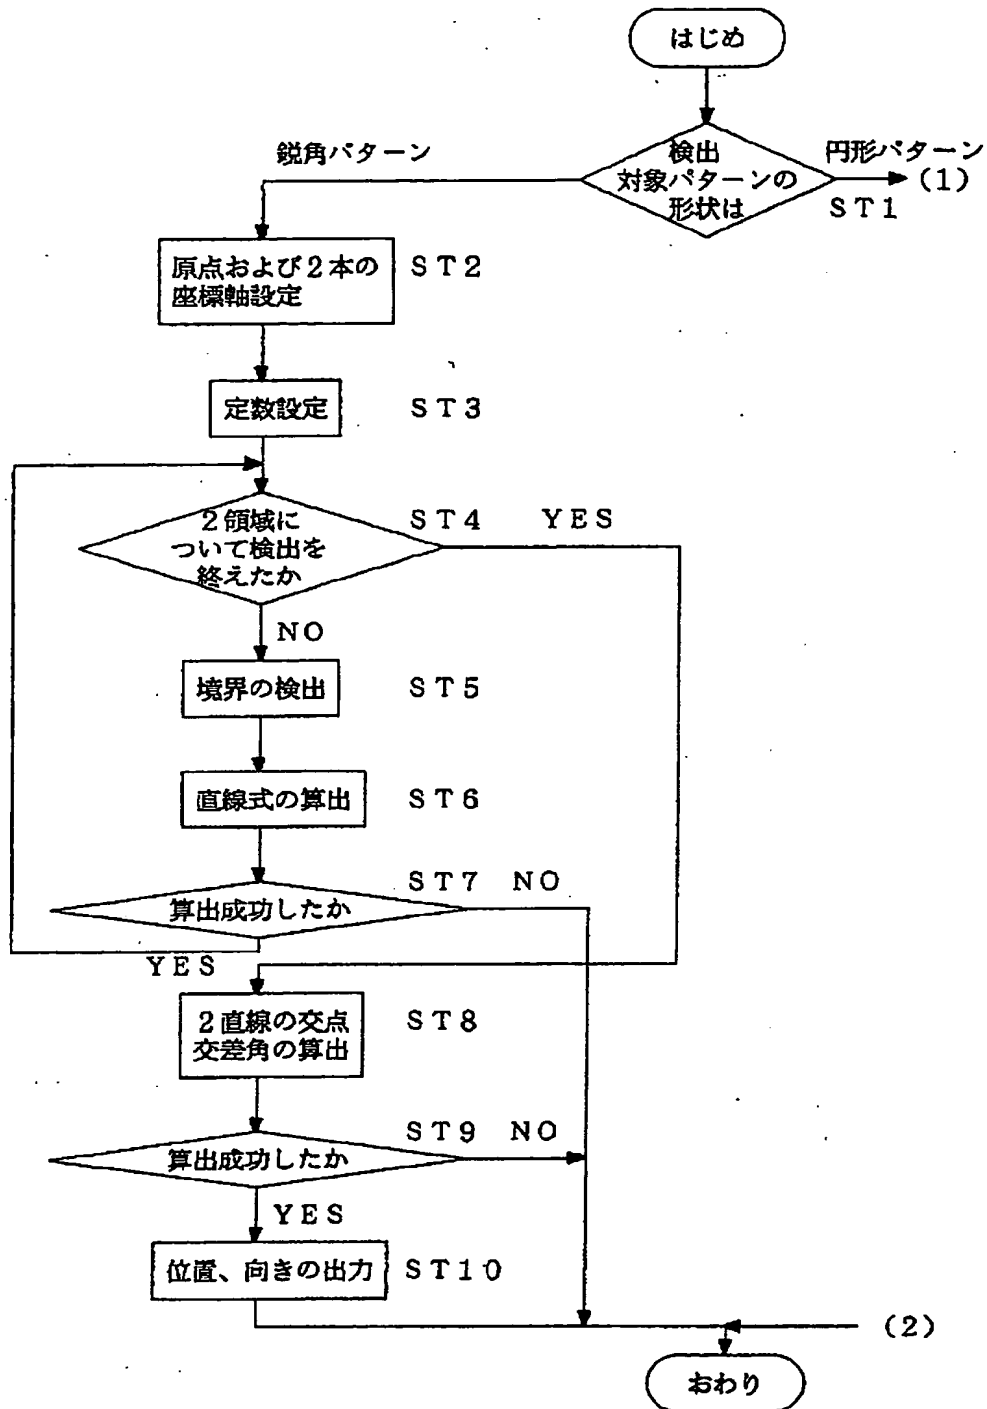 はじめ
検出
対象パターンの
形状は
鋭角パターン
円形パターン
(1)
ST1
原点および2本の
座標軸設定
ST2
定数設定
ST3
2領域に
ついて検出を
終えたか
ST4 YES
NO
境界の検出
ST5
直線式の算出
ST6
ST7 NO
算出成功したか
YES
2直線の交点
交差角の算出
ST8
ST9 NO
算出成功したか
YES
位置、向きの出力
ST10
(2)
おわり